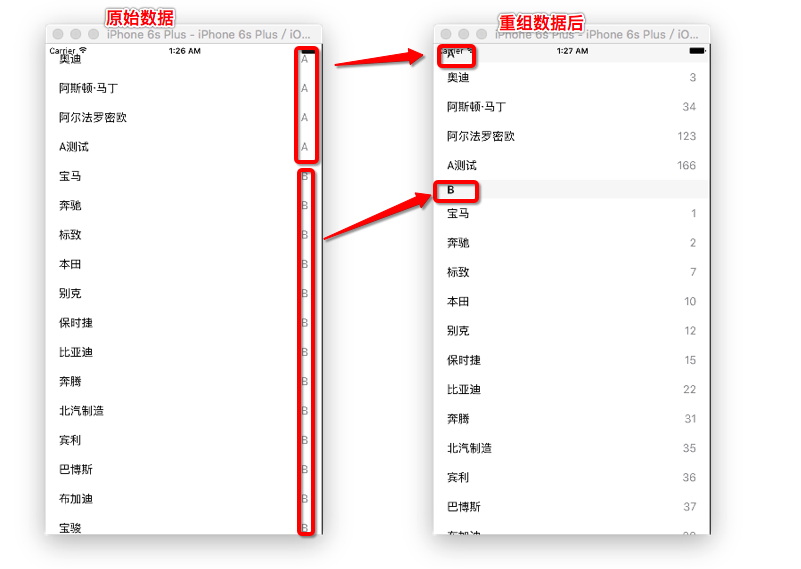 原始数据
iPhone 6s Plus - iPhone 6s Plus / iO...
Carrier 1:26 AM
奥迪 A
阿斯顿·马丁 A
阿尔法罗密欧 A
A测试 A
宝马 B
奔驰 B
标致 B
本田 B
别克 B
保时捷 B
比亚迪 B
奔腾 B
北汽制造 B
宾利 B
巴博斯 B
布加迪 B
宝骏 B
重组数据后
iPhone 6s Plus - iPhone 6s Plus / iO...
1:27 AM
A
奥迪 3
阿斯顿·马丁 34
阿尔法罗密欧 123
A测试 166
B
宝马 1
奔驰 2
标致 7
本田 10
别克 12
保时捷 15
比亚迪 22
奔腾 31
北汽制造 35
宾利 36
巴博斯 37